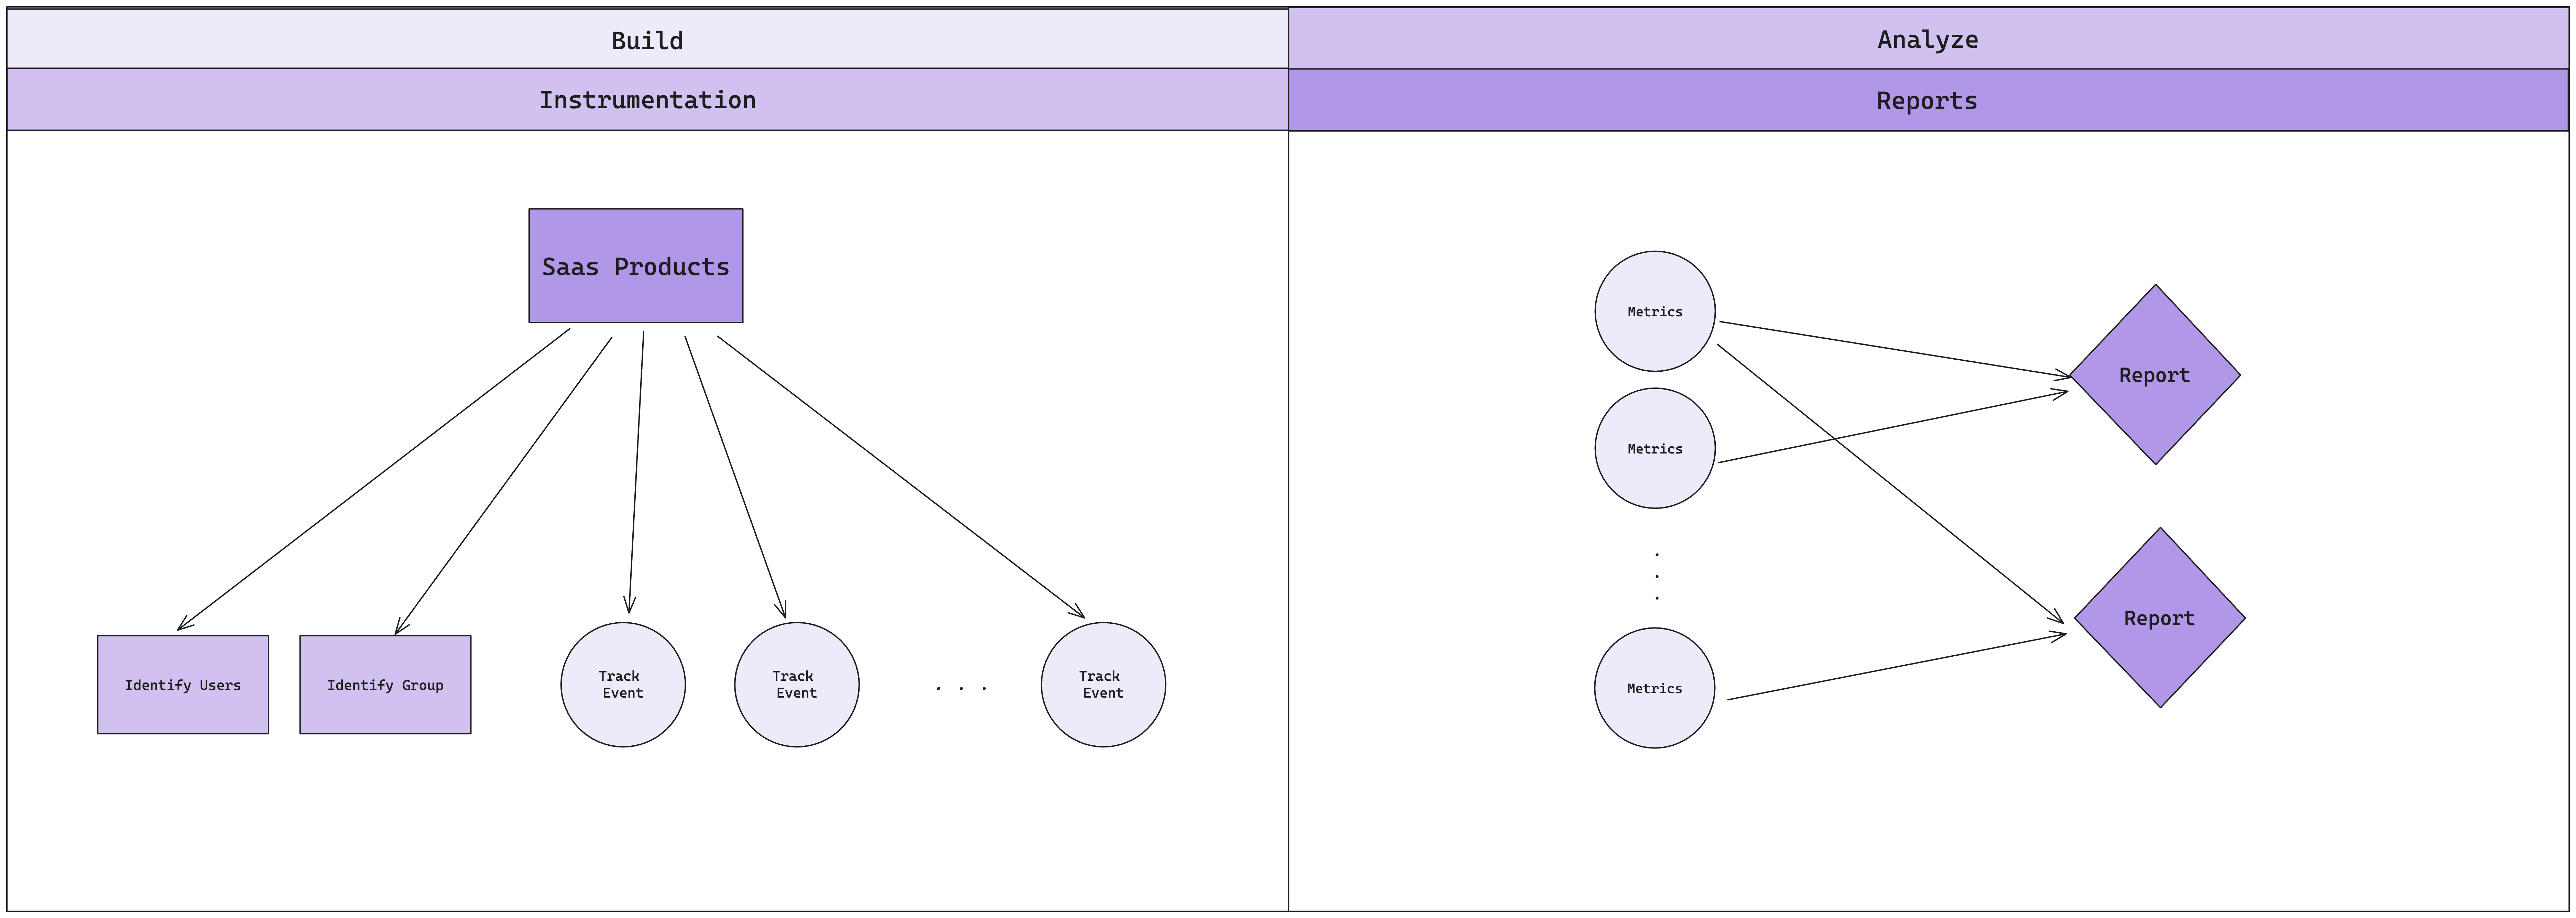 Build
Instrumentation
Saas Products
Identify Users
Identify Group
Track
Event
Track
Event
. . .
Track
Event
Analyze
Reports
Metrics
Metrics
.
.
.
Metrics
Report
Report